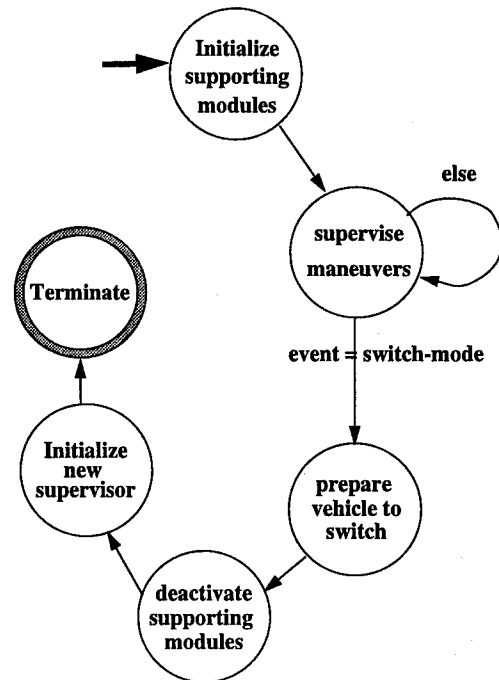 Initialize
supporting
modules
else
supervise
maneuvers
Terminate
event = switch-mode
Initialize
new
supervisor
prepare
vehicle to
switch
deactivate
supporting
modules